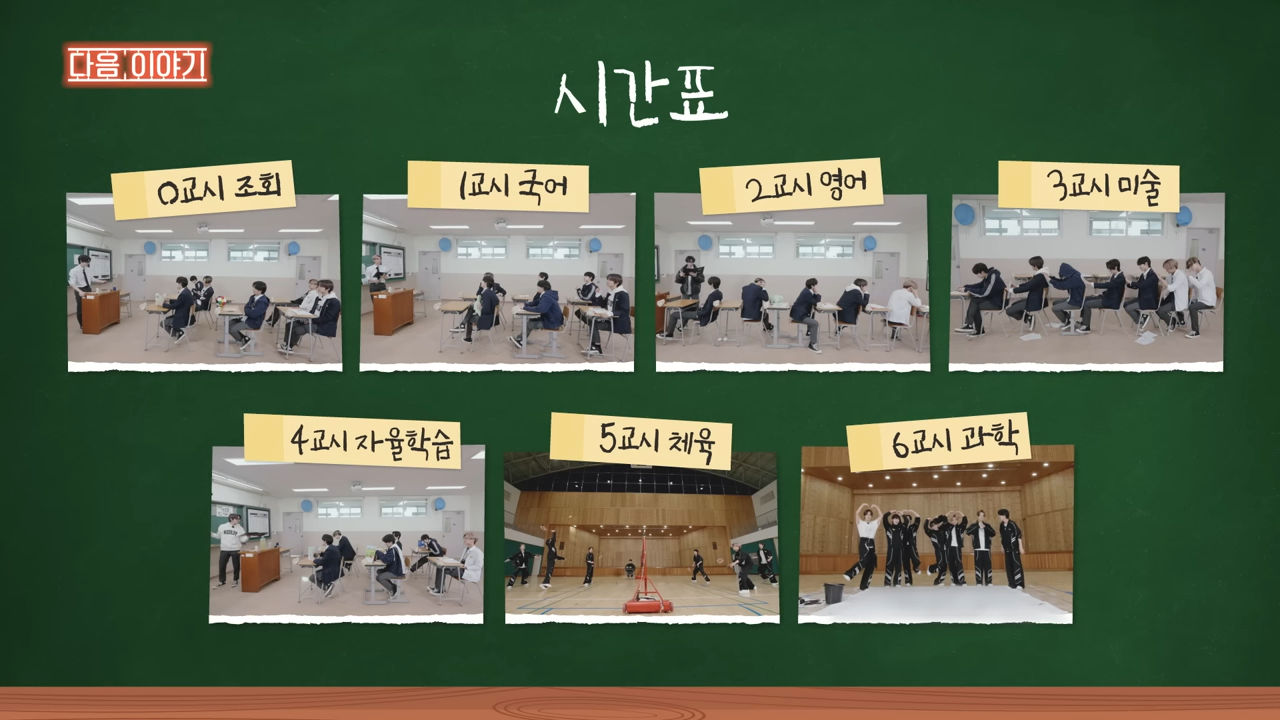 다음 이야기
시간표
0교시 조회
1교시 국어
2교시 영어
3교시 미술
4교시 자율학습
5교시 체육
6교시 과학